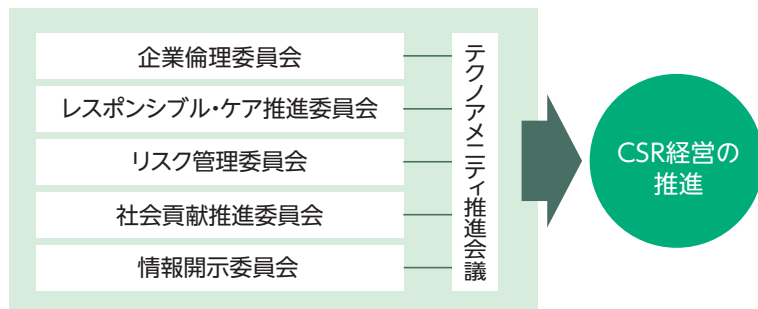 企業倫理委員会
レスポンシブル・ケア推進委員会
リスク管理委員会
社会貢献推進委員会
情報開示委員会
テクノアメニティ推進会議
CSR経営の
推進